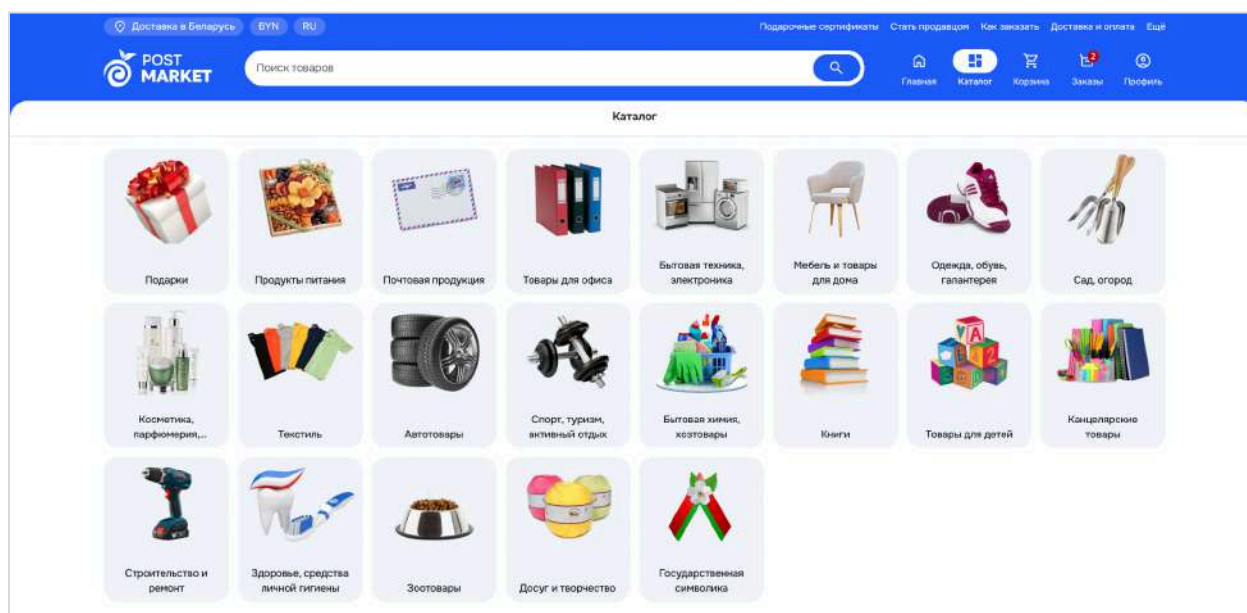 Доставка в Беларусь BYN RU Подарочные сертификаты Стать продавцом Как заказать Доставка и оплата Ещё
POST
MARKET
Поиск товаров
Главная Каталог Корзина 2 Заказы Профиль
Каталог
Подарки
Продукты питания
Почтовая продукция
Товары для офиса
Бытовая техника,
электроника
Мебель и товары
для дома
Одежда, обувь,
галантерея
Сад, огород
Косметика,
парфюмерия,...
Текстиль
Автотовары
Спорт, туризм,
активный отдых
Бытовая химия,
хозтовары
Книги
Товары для детей
Канцелярские
товары
Строительство и
ремонт
Здоровье, средства
личной гигиены
Зоотовары
Досуг и творчество
Государственная
символика